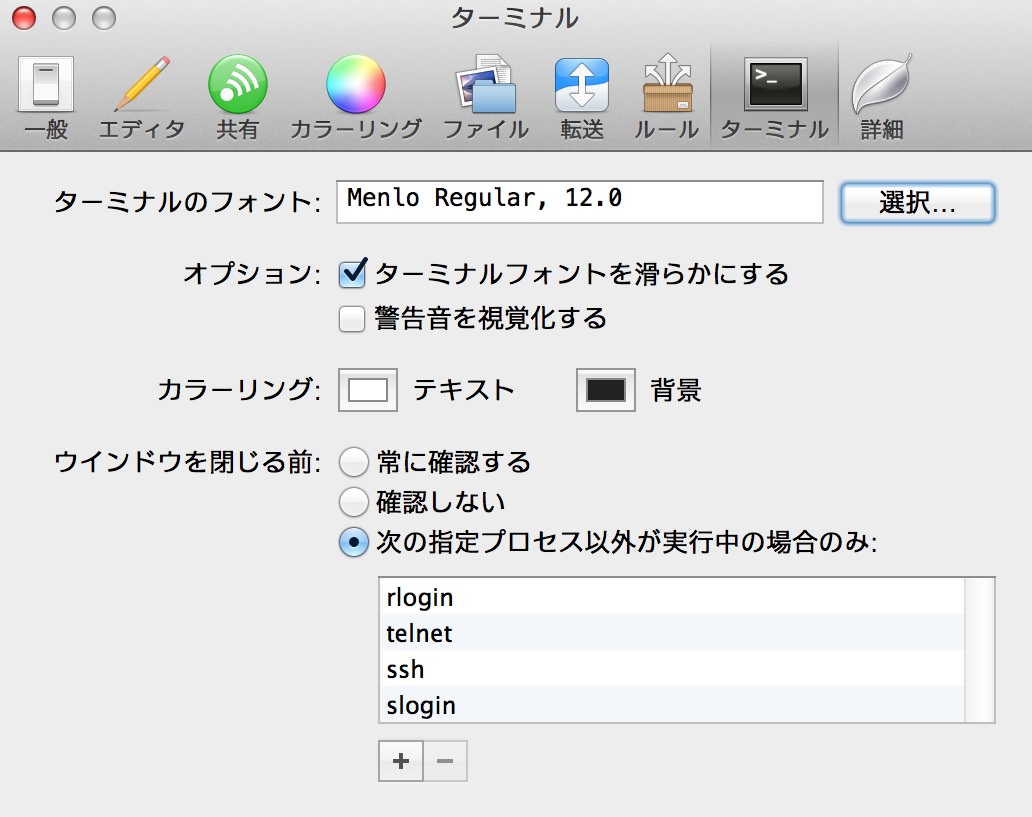 ターミナル
一般 エディタ 共有 カラーリング ファイル 転送 ルール ターミナル 詳細
ターミナルのフォント: Menlo Regular, 12.0 選択...
オプション: ターミナルフォントを滑らかにする
警告音を視覚化する
カラーリング: テキスト 背景
ウインドウを閉じる前: 常に確認する
確認しない
次の指定プロセス以外が実行中の場合のみ:
rlogin
telnet
ssh
slogin